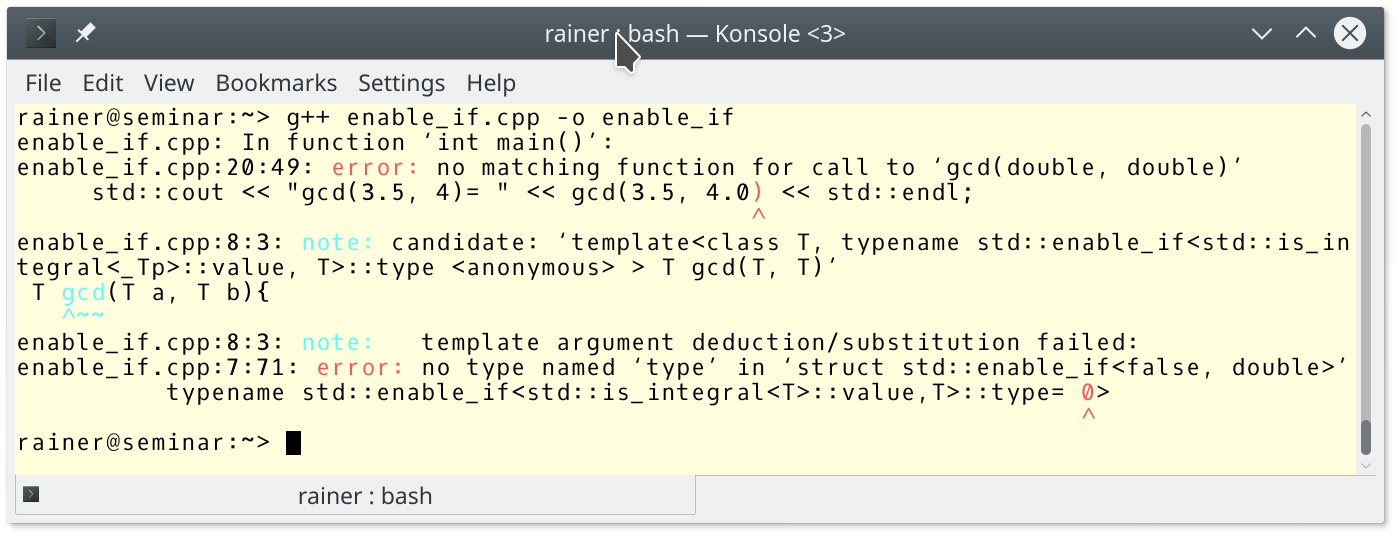 rainer : bash — Konsole <3>
File Edit View Bookmarks Settings Help
rainer@seminar:~> g++ enable_if.cpp -o enable_if
enable_if.cpp: In function ‘int main()’:
enable_if.cpp:20:49: error: no matching function for call to ‘gcd(double, double)’
     std::cout << "gcd(3.5, 4)= " << gcd(3.5, 4.0) << std::endl;
                                                 ^
enable_if.cpp:8:3: note: candidate: ‘template<class T, typename std::enable_if<std::is_in
tegral<_Tp>::value, T>::type <anonymous> > T gcd(T, T)’
 T gcd(T a, T b){
   ^~~
enable_if.cpp:8:3: note:   template argument deduction/substitution failed:
enable_if.cpp:7:71: error: no type named ‘type’ in ‘struct std::enable_if<false, double>’
          typename std::enable_if<std::is_integral<T>::value,T>::type= 0>
                                                                       ^
rainer@seminar:~>
rainer : bash